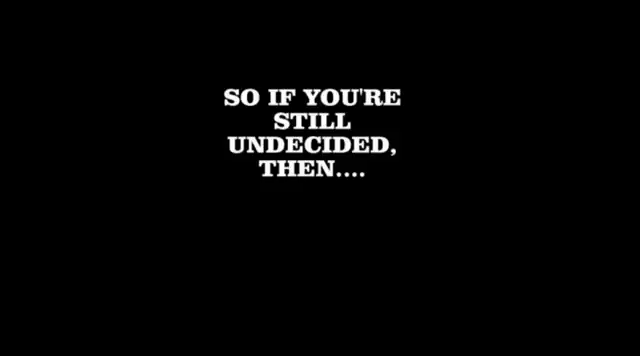 SO IF YOU'RE
STILL
UNDECIDED,
THEN....